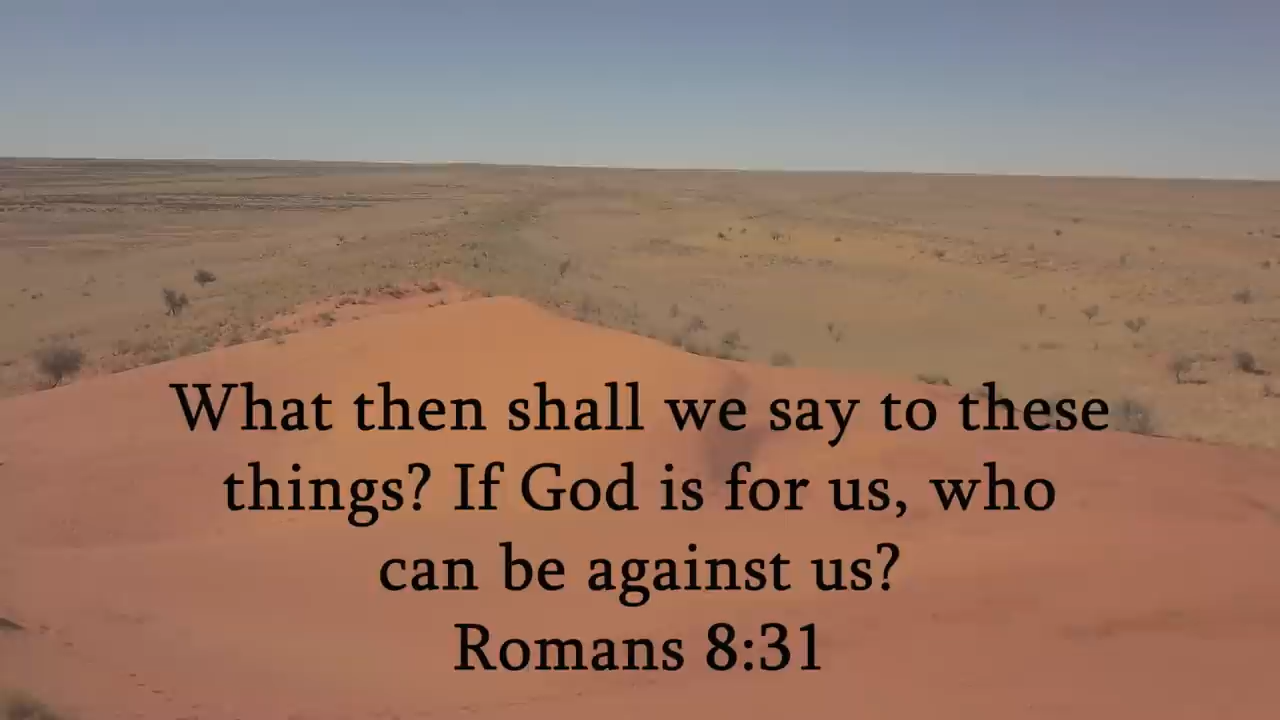 What then shall we say to these
things? If God is for us, who
can be against us?
Romans 8:31